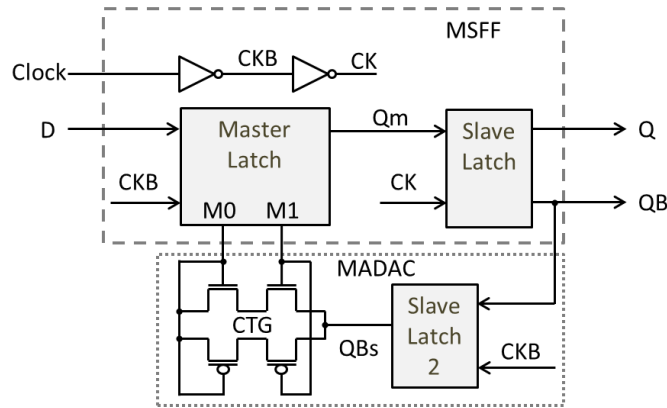 MSFF
Clock
CKB
CK
D
Master
Latch
Qm
Slave
Latch
Q
CKB
CK
QB
M0
M1
MADAC
CTG
QBs
Slave
Latch
2
CKB